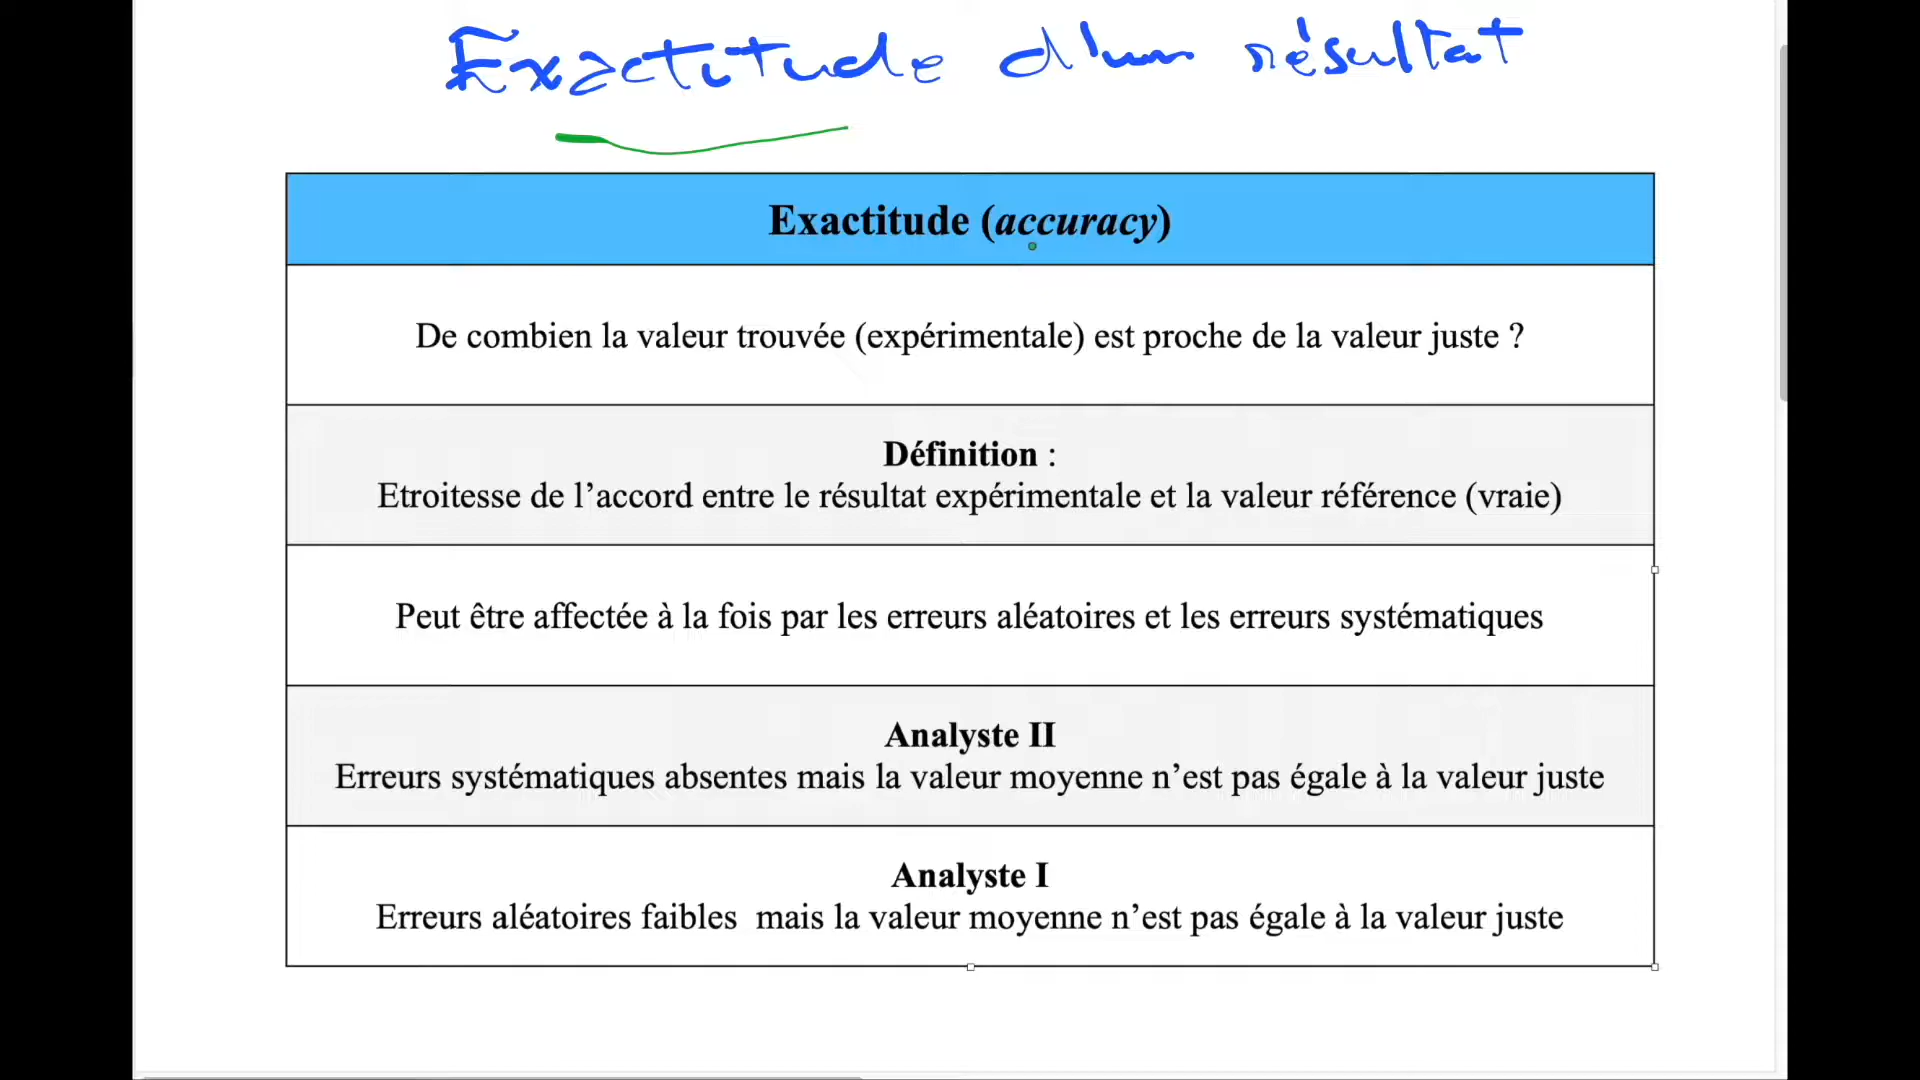 Exactitude d'un résultat
Exactitude (accuracy)
De combien la valeur trouvée (expérimentale) est proche de la valeur juste ?
Définition :
Etroitesse de l’accord entre le résultat expérimentale et la valeur référence (vraie)
Peut être affectée à la fois par les erreurs aléatoires et les erreurs systématiques
Analyste II
Erreurs systématiques absentes mais la valeur moyenne n’est pas égale à la valeur juste
Analyste I
Erreurs aléatoires faibles  mais la valeur moyenne n’est pas égale à la valeur juste